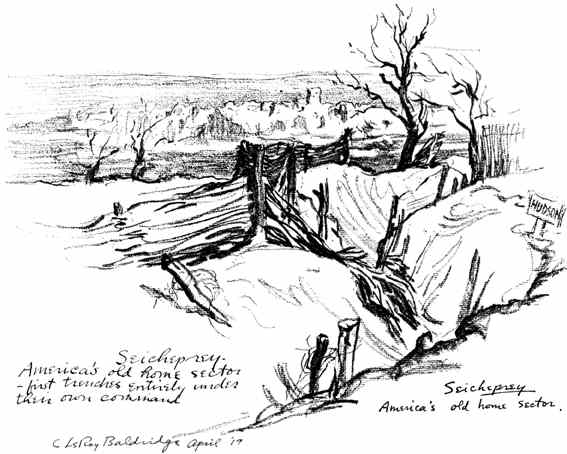 HUDSON
Seicheprey-
America's old home sector
- first trenches entirely under
their own command
Seicheprey
America's old home sector.
C LeRoy Baldridge April '19